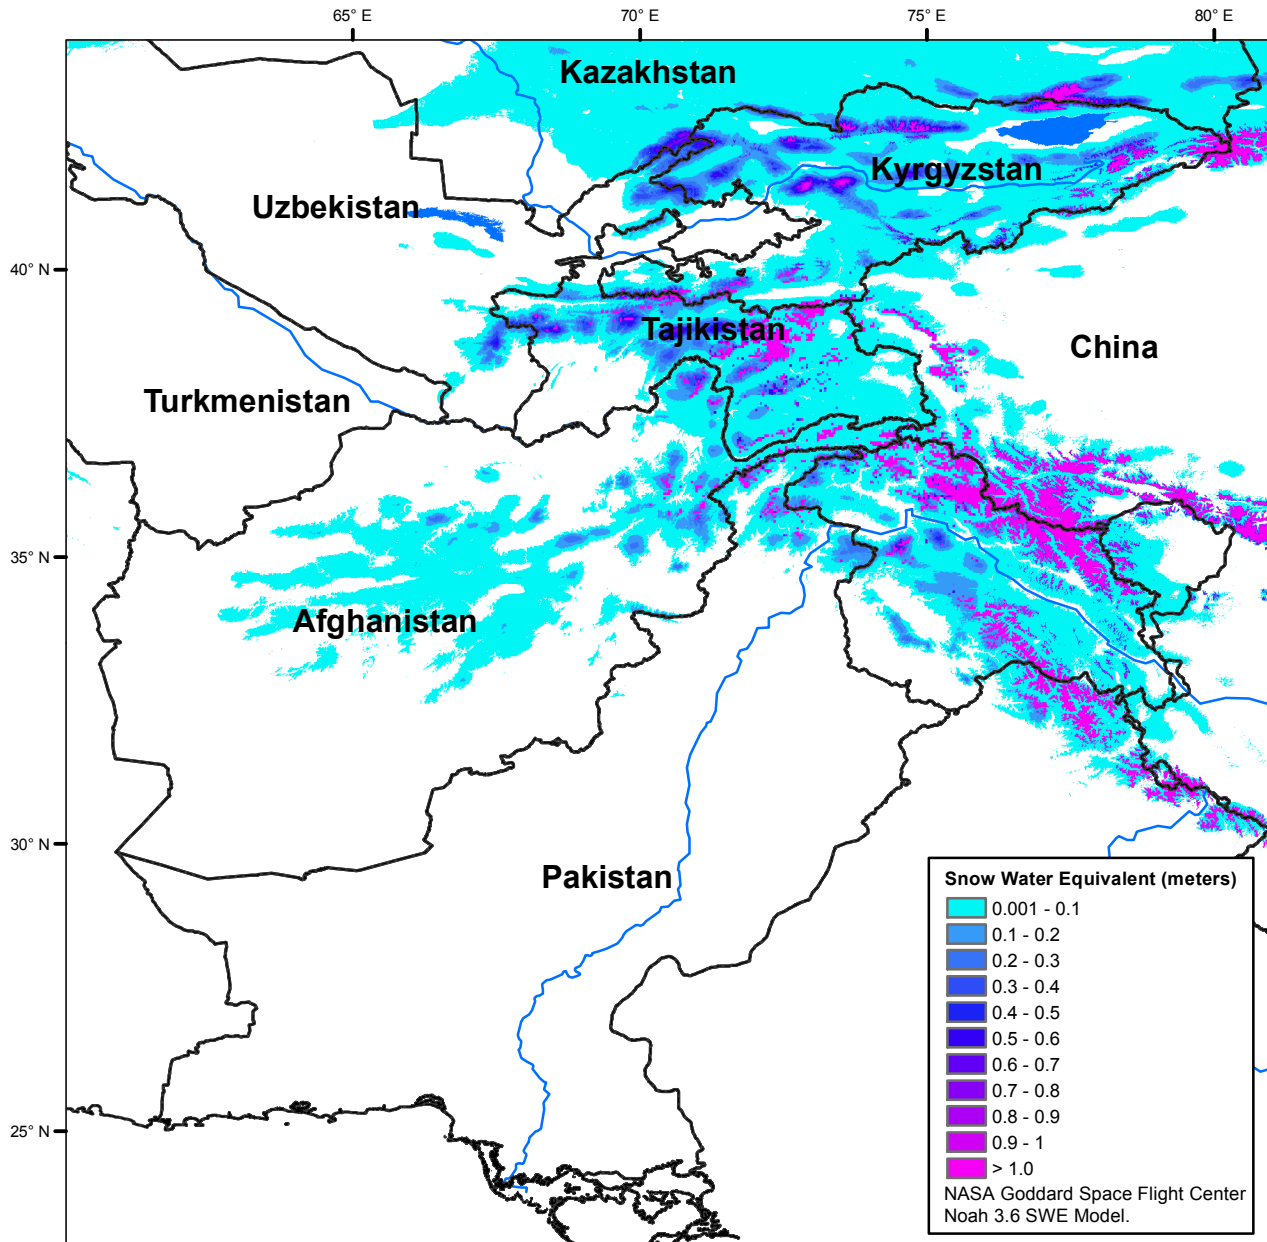 65° E
70° E
75° E
80° E
Kazakhstan
Kyrgyzstan
Uzbekistan
40° N
Tajikistan
China
Turkmenistan
35° N
Afghanistan
30° N
Pakistan
25° N
Snow Water Equivalent (meters)
0.001 - 0.1
0.1 - 0.2
0.2 - 0.3
0.3 - 0.4
0.4 - 0.5
0.5 - 0.6
0.6 - 0.7
0.7 - 0.8
0.8 - 0.9
0.9 - 1
> 1.0
NASA Goddard Space Flight Center
Noah 3.6 SWE Model.